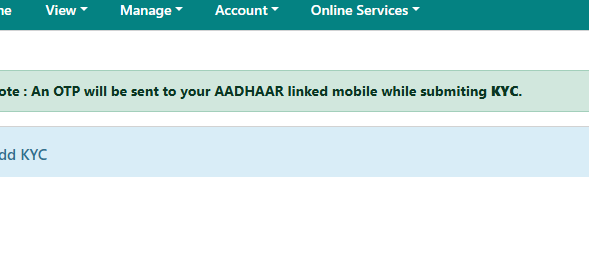 ne View Manage Account Online Services
ote : An OTP will be sent to your AADHAAR linked mobile while submiting KYC.
dd KYC